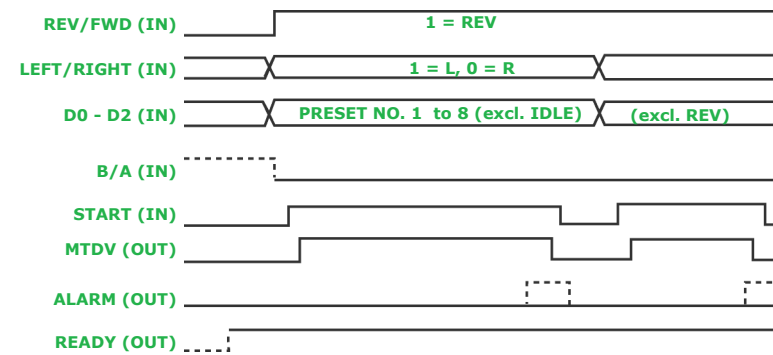 REV/FWD (IN) 1 = REV
LEFT/RIGHT (IN) 1 = L, 0 = R
D0 - D2 (IN) PRESET NO. 1 to 8 (excl. IDLE) (excl. REV)
B/A (IN)
START (IN)
MTDV (OUT)
ALARM (OUT)
READY (OUT)